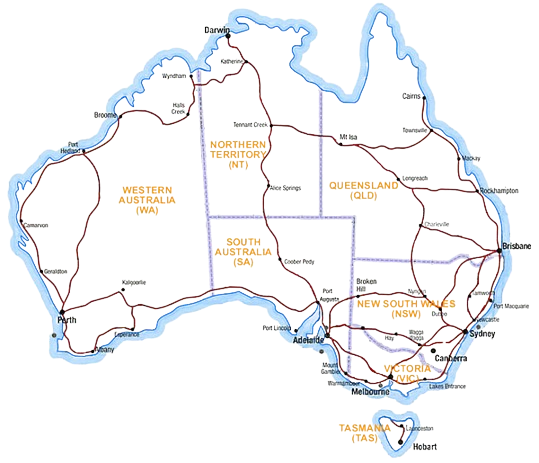 Darwin
Katherine
Wyndham
Cairns
Halls
Creek
Broome
Tennant Creek
Townsville
Mt Isa
Port
Hedland
NORTHERN
TERRITORY
(NT)
Mackay
Longreach
Alice Springs
QUEENSLAND
(QLD)
Rockhampton
WESTERN
AUSTRALIA
(WA)
Carnarvon
Charleville
SOUTH
AUSTRALIA
(SA)
Brisbane
Coober Pedy
Geraldton
Kalgoorlie
Broken
Hill
Port
Augusta
Nyngan
Tamworth
NEW SOUTH WALES
(NSW)
Port Macquarie
Perth
Dubbo
Newcastle
Esperance
Port Lincoln
Sydney
Adelaide
Hay
Wagga
Wagga
Albany
Canberra
Mount
Gambier
VICTORIA
(VIC)
Warrnambool
Melbourne
Lakes Entrance
TASMANIA
(TAS)
Launceston
Hobart